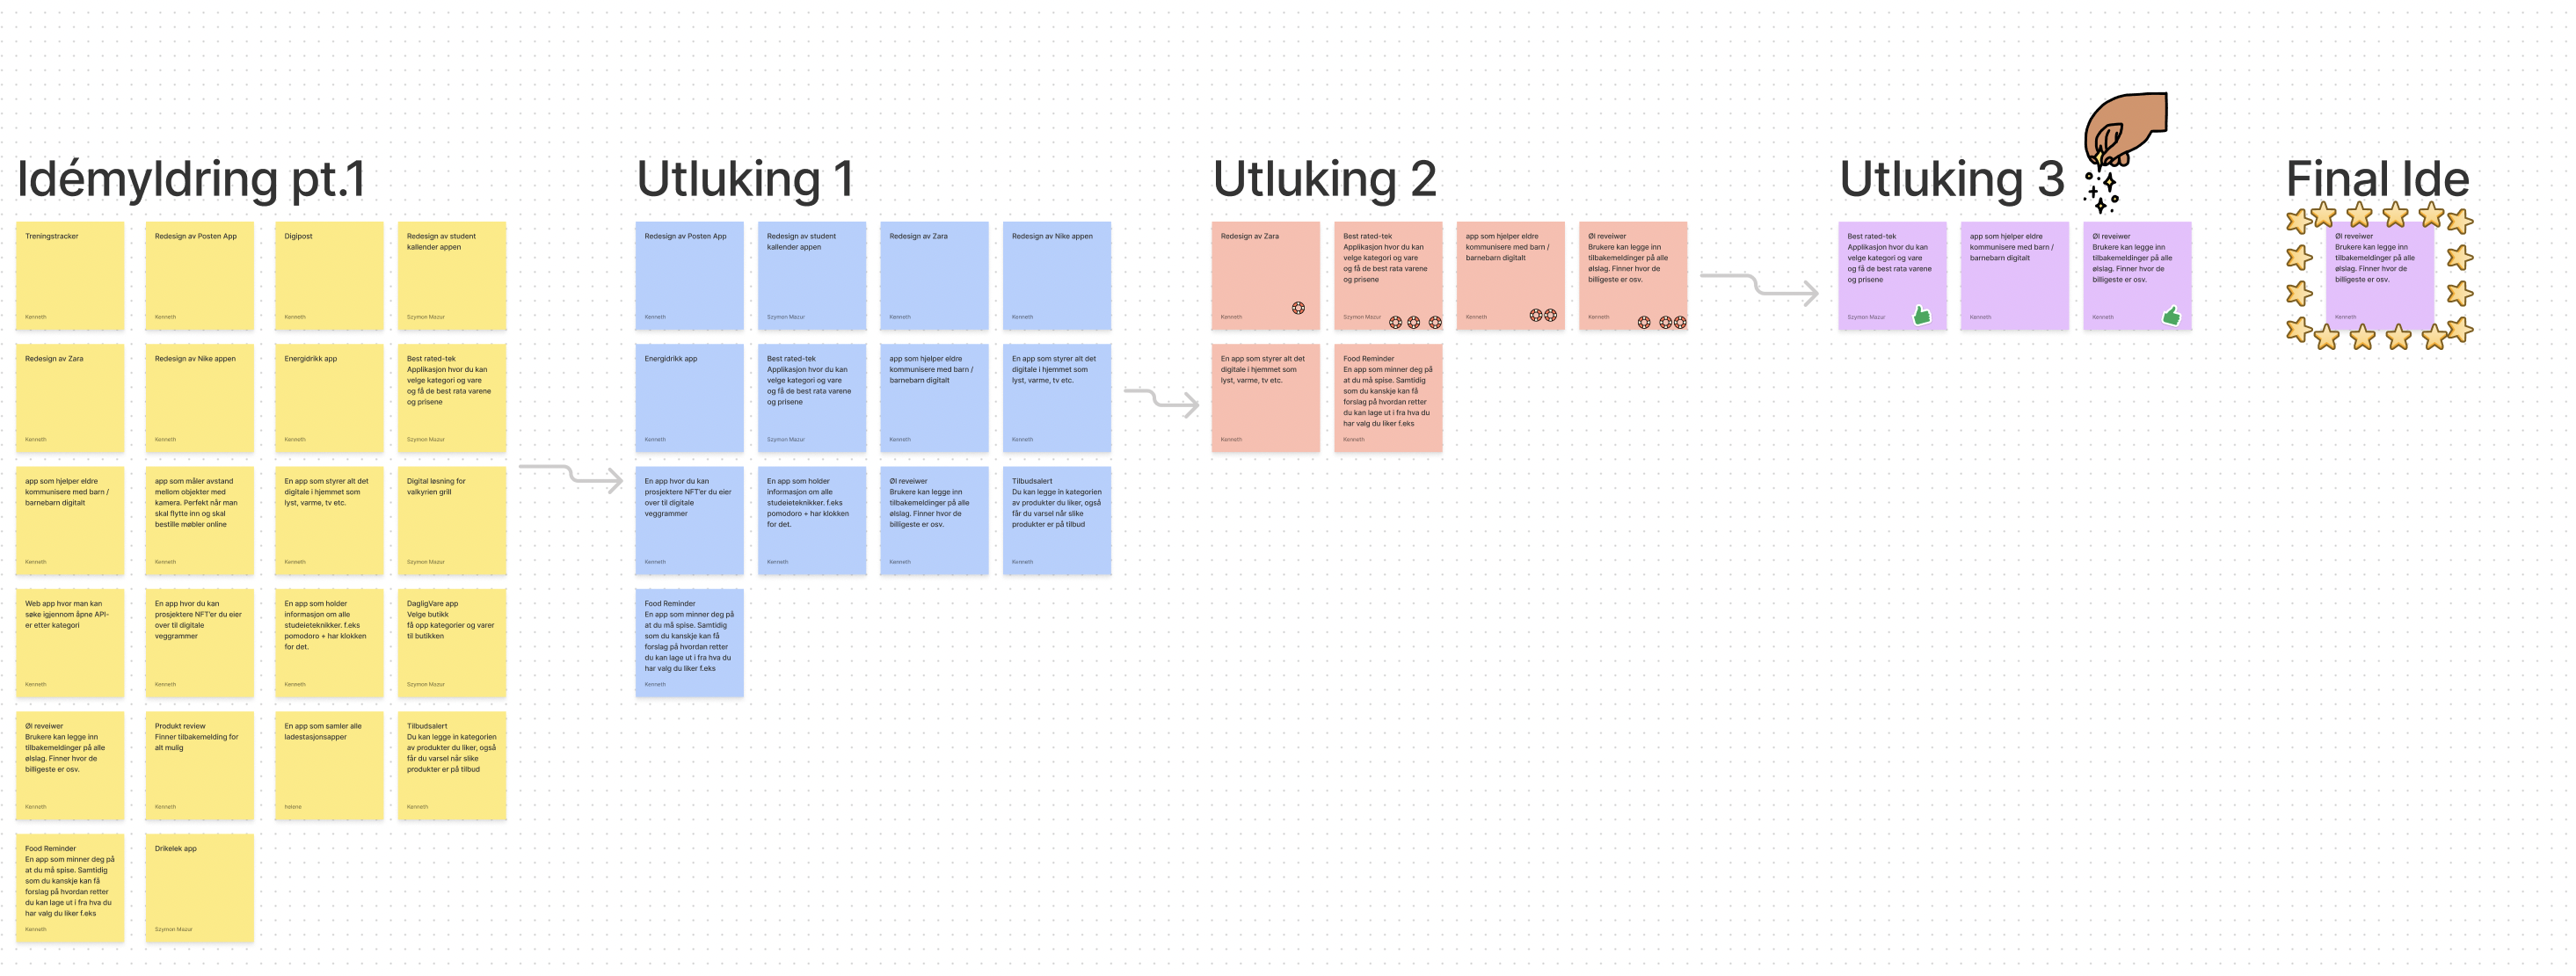 Idémyldring pt.1
Treningstracker
Kenneth
Redesign av Posten App
Kenneth
Digipost
Kenneth
Redesign av student
kallender appen
Szymon Mazur
Redesign av Zara
Kenneth
Redesign av Nike appen
Kenneth
Energidrikk app
Kenneth
Best rated-tek
Applikasjon hvor du kan
velge kategori og vare
og få de best rata varene
og prisene
Szymon Mazur
app som hjelper eldre
kommunisere med barn /
barnebarn digitalt
Kenneth
app som måler avstand
mellom objekter med
kamera. Perfekt når man
skal flytte inn og skal
bestille møbler online
Kenneth
En app som styrer alt det
digitale i hjemmet som
lyst, varme, tv etc.
Kenneth
Digital løsning for
valkyrien grill
Szymon Mazur
Web app hvor man kan
søke igjennom åpne API-
er etter kategori
Kenneth
En app hvor du kan
prosjektere NFT'er du eier
over til digitale
veggrammer
Kenneth
En app som holder
informasjon om alle
studeieteknikker. f.eks
pomodoro + har klokken
for det.
Kenneth
DagligVare app
Velge butikk
få opp kategorier og varer
til butikken
Szymon Mazur
Øl reveiwer
Brukere kan legge inn
tilbakemeldinger på alle
ølslag. Finner hvor de
billigeste er osv.
Kenneth
Produkt review
Finner tilbakemelding for
alt mulig
Kenneth
En app som samler alle
ladestasjonsapper
helene
Tilbudsalert
Du kan legge in kategorien
av produkter du liker, også
får du varsel når slike
produkter er på tilbud
Kenneth
Food Reminder
En app som minner deg på
at du må spise. Samtidig
som du kanskje kan få
forslag på hvordan retter
du kan lage ut i fra hva du
har valg du liker f.eks
Kenneth
Drikelek app
Szymon Mazur
Utluking 1
Redesign av Posten App
Kenneth
Redesign av student
kallender appen
Szymon Mazur
Redesign av Zara
Kenneth
Redesign av Nike appen
Kenneth
Energidrikk app
Kenneth
Best rated-tek
Applikasjon hvor du kan
velge kategori og vare
og få de best rata varene
og prisene
Szymon Mazur
app som hjelper eldre
kommunisere med barn /
barnebarn digitalt
Kenneth
En app som styrer alt det
digitale i hjemmet som
lyst, varme, tv etc.
Kenneth
En app hvor du kan
prosjektere NFT'er du eier
over til digitale
veggrammer
Kenneth
En app som holder
informasjon om alle
studeieteknikker. f.eks
pomodoro + har klokken
for det.
Kenneth
Øl reveiwer
Brukere kan legge inn
tilbakemeldinger på alle
ølslag. Finner hvor de
billigeste er osv.
Kenneth
Tilbudsalert
Du kan legge in kategorien
av produkter du liker, også
får du varsel når slike
produkter er på tilbud
Kenneth
Food Reminder
En app som minner deg på
at du må spise. Samtidig
som du kanskje kan få
forslag på hvordan retter
du kan lage ut i fra hva du
har valg du liker f.eks
Kenneth
Utluking 2
Redesign av Zara
Kenneth
Best rated-tek
Applikasjon hvor du kan
velge kategori og vare
og få de best rata varene
og prisene
Szymon Mazur
app som hjelper eldre
kommunisere med barn /
barnebarn digitalt
Kenneth
Øl reveiwer
Brukere kan legge inn
tilbakemeldinger på alle
ølslag. Finner hvor de
billigeste er osv.
Kenneth
En app som styrer alt det
digitale i hjemmet som
lyst, varme, tv etc.
Kenneth
Food Reminder
En app som minner deg på
at du må spise. Samtidig
som du kanskje kan få
forslag på hvordan retter
du kan lage ut i fra hva du
har valg du liker f.eks
Kenneth
Utluking 3
Best rated-tek
Applikasjon hvor du kan
velge kategori og vare
og få de best rata varene
og prisene
Szymon Mazur
app som hjelper eldre
kommunisere med barn /
barnebarn digitalt
Kenneth
Øl reveiwer
Brukere kan legge inn
tilbakemeldinger på alle
ølslag. Finner hvor de
billigeste er osv.
Kenneth
Final Ide
Øl reveiwer
Brukere kan legge inn
tilbakemeldinger på alle
ølslag. Finner hvor de
billigeste er osv.
Kenneth